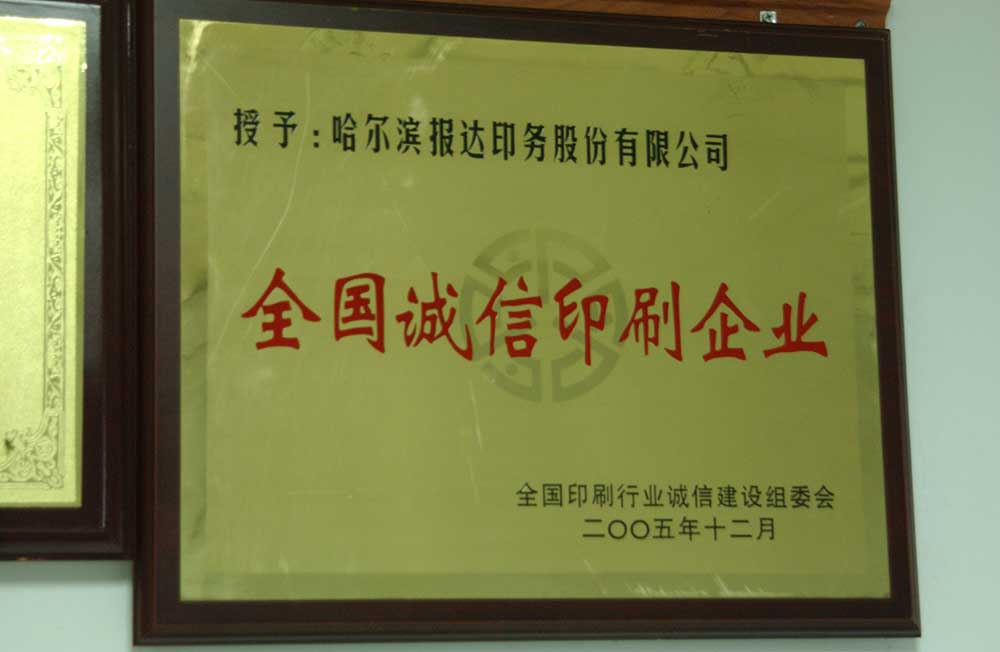 授予：哈尔滨报达印务股份有限公司
全国诚信印刷企业
全国印刷行业诚信建设组委会
二〇〇五年十二月